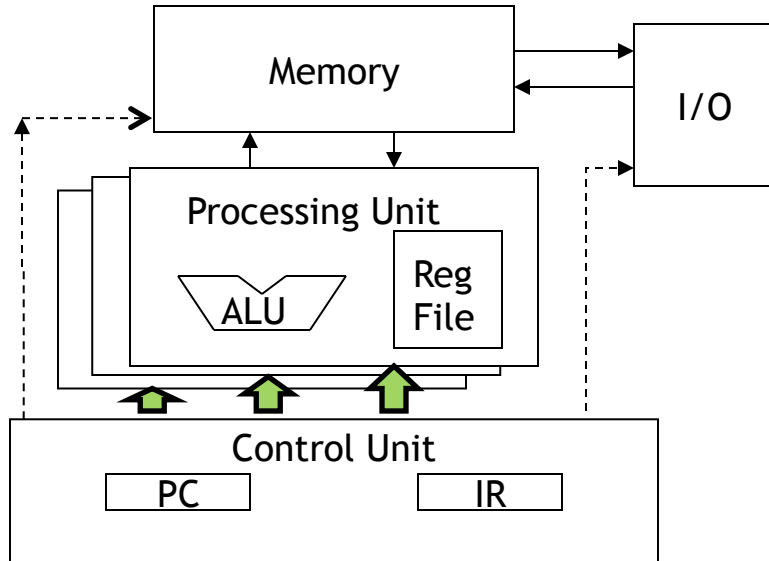 Memory
I/O
Processing Unit
ALU
Reg
File
Control Unit
PC
IR